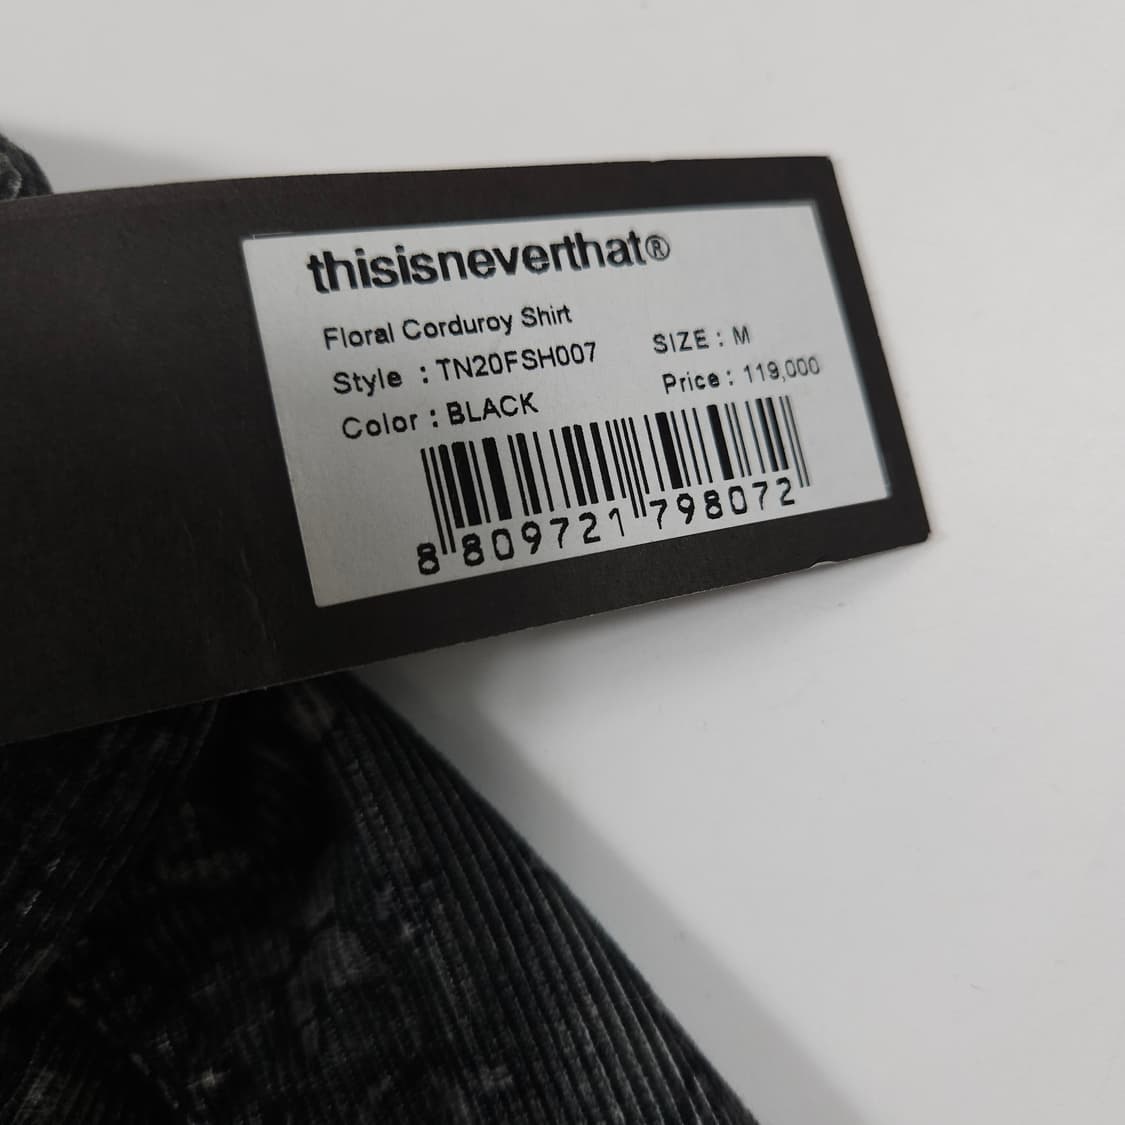 thisisneverthat®
Floral Corduroy Shirt
Style : TN20FSH007
SIZE : M
Color : BLACK
Price : 119,000
8 809721 798072